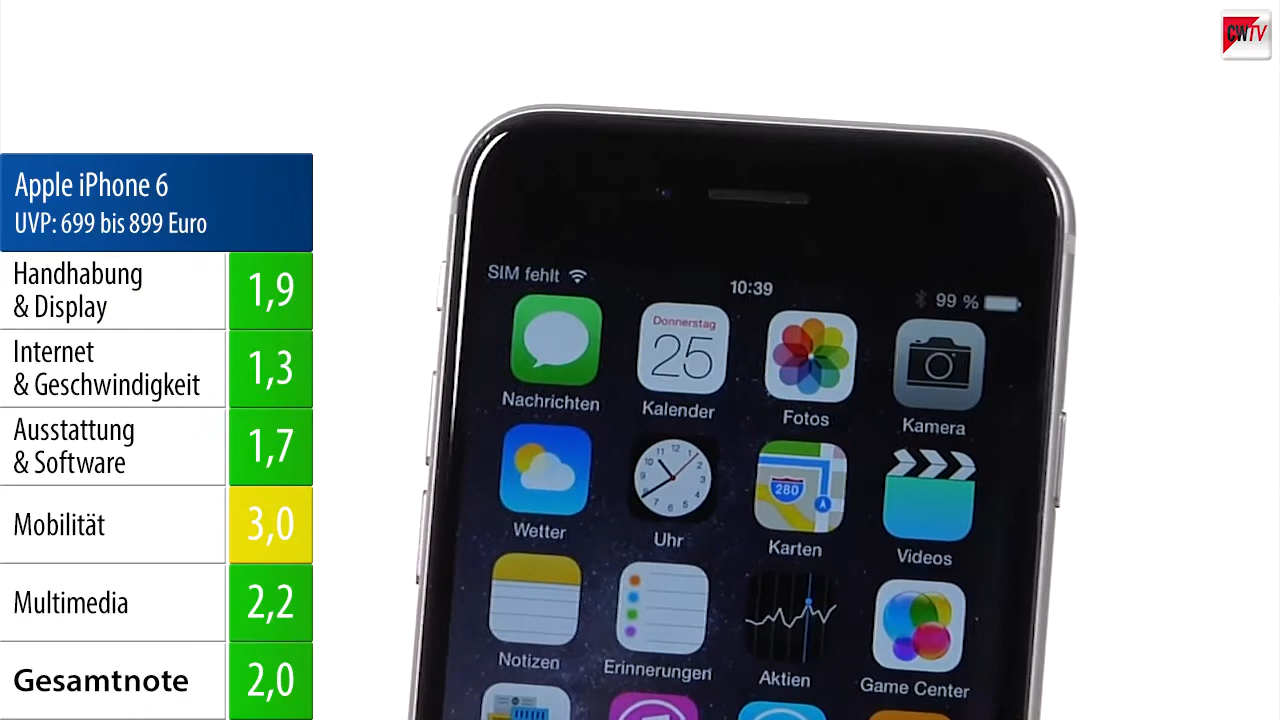 CWTV
Apple iPhone 6
UVP: 699 bis 899 Euro
Handhabung
& Display
1,9
Internet
& Geschwindigkeit
1,3
Ausstattung
& Software
1,7
Mobilität
3,0
Multimedia
2,2
Gesamtnote
2,0
SIM fehlt
10:39
99 %
Donnerstag
25
Nachrichten
Kalender
Fotos
Kamera
280
Wetter
Uhr
Karten
Videos
Notizen
Erinnerungen
Aktien
Game Center